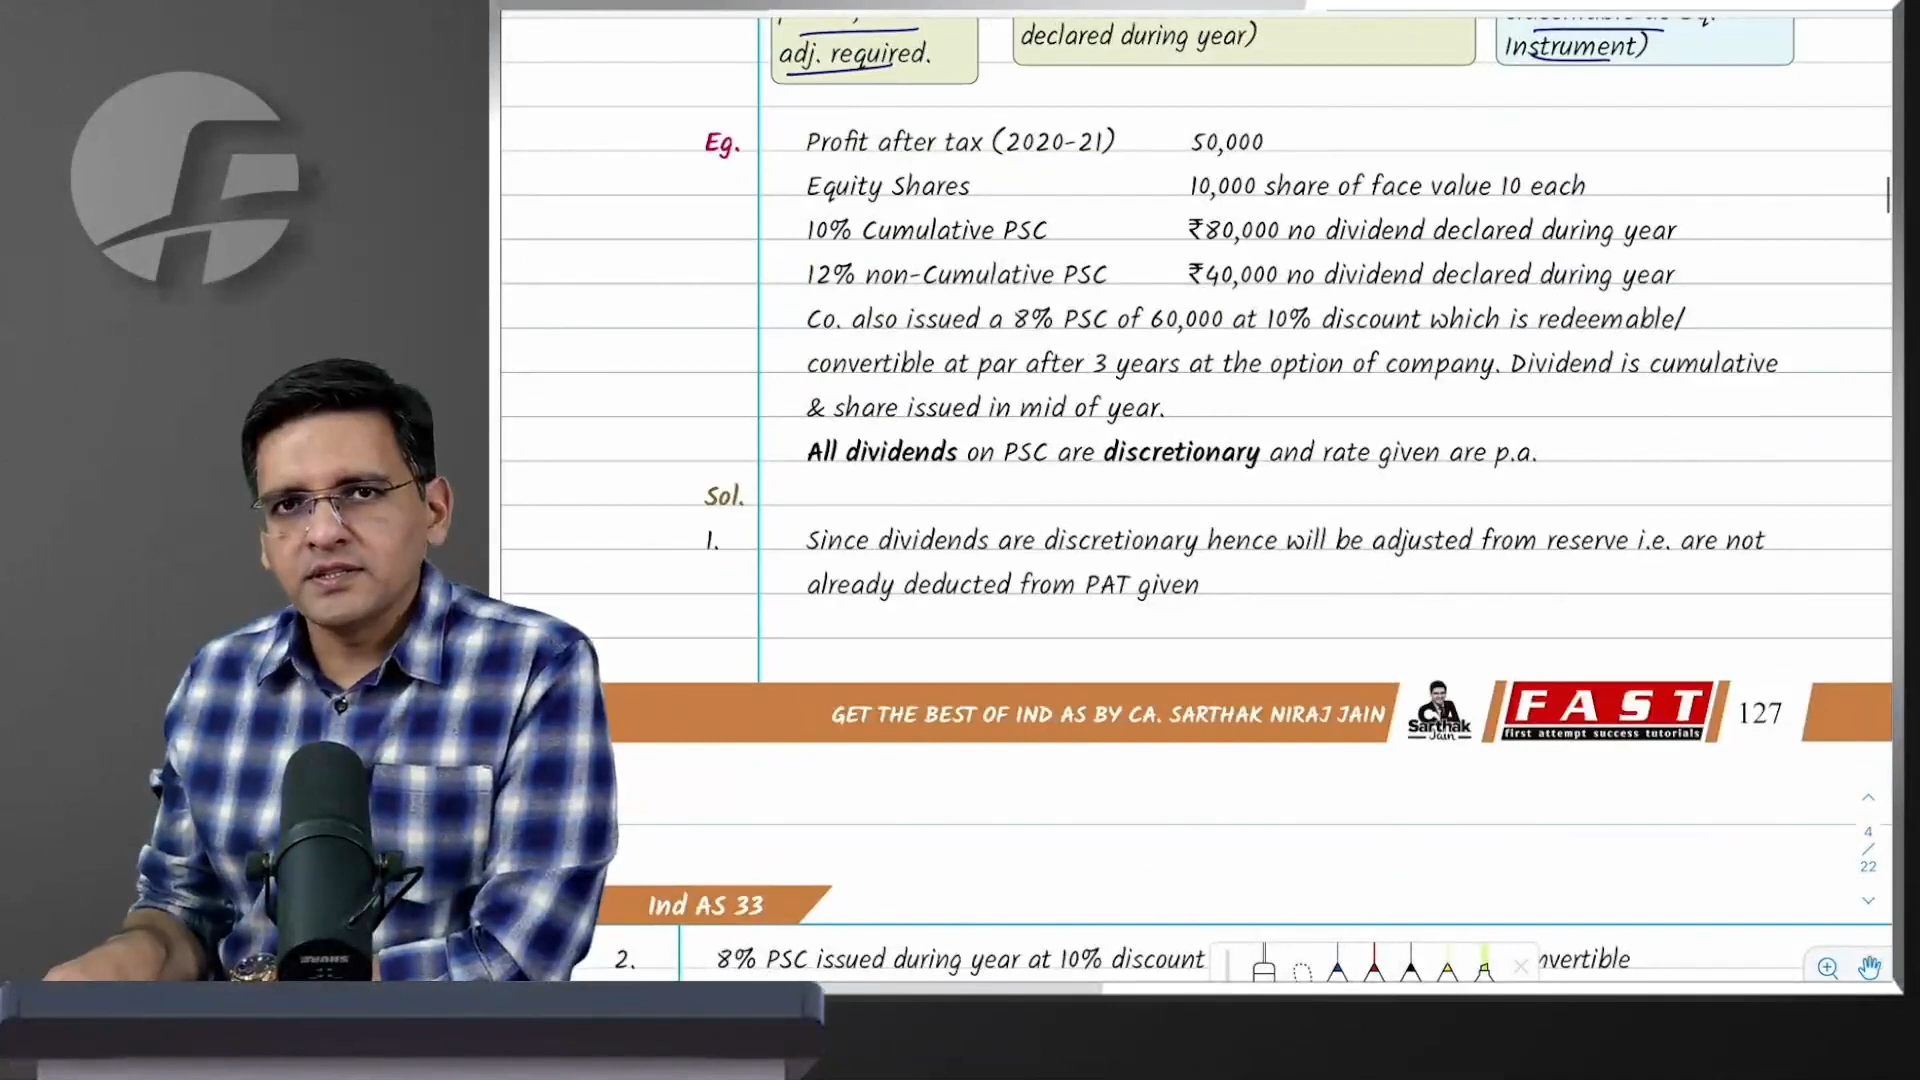 adj. required.
declared during year)
Instrument)
Eg. Profit after tax (2020-21) 50,000
Equity Shares 10,000 share of face value 10 each
10% Cumulative PSC ₹80,000 no dividend declared during year
12% non-Cumulative PSC ₹40,000 no dividend declared during year
Co. also issued a 8% PSC of 60,000 at 10% discount which is redeemable/
convertible at par after 3 years at the option of company. Dividend is cumulative
& share issued in mid of year.
All dividends on PSC are discretionary and rate given are p.a.
Sol.
1. Since dividends are discretionary hence will be adjusted from reserve i.e. are not
already deducted from PAT given
GET THE BEST OF IND AS BY CA. SARTHAK NIRAJ JAIN
CA
Sarthak
Jain
FAST
first attempt success tutorials
127
4
/
22
Ind AS 33
2. 8% PSC issued during year at 10% discount nvertible
SHURE